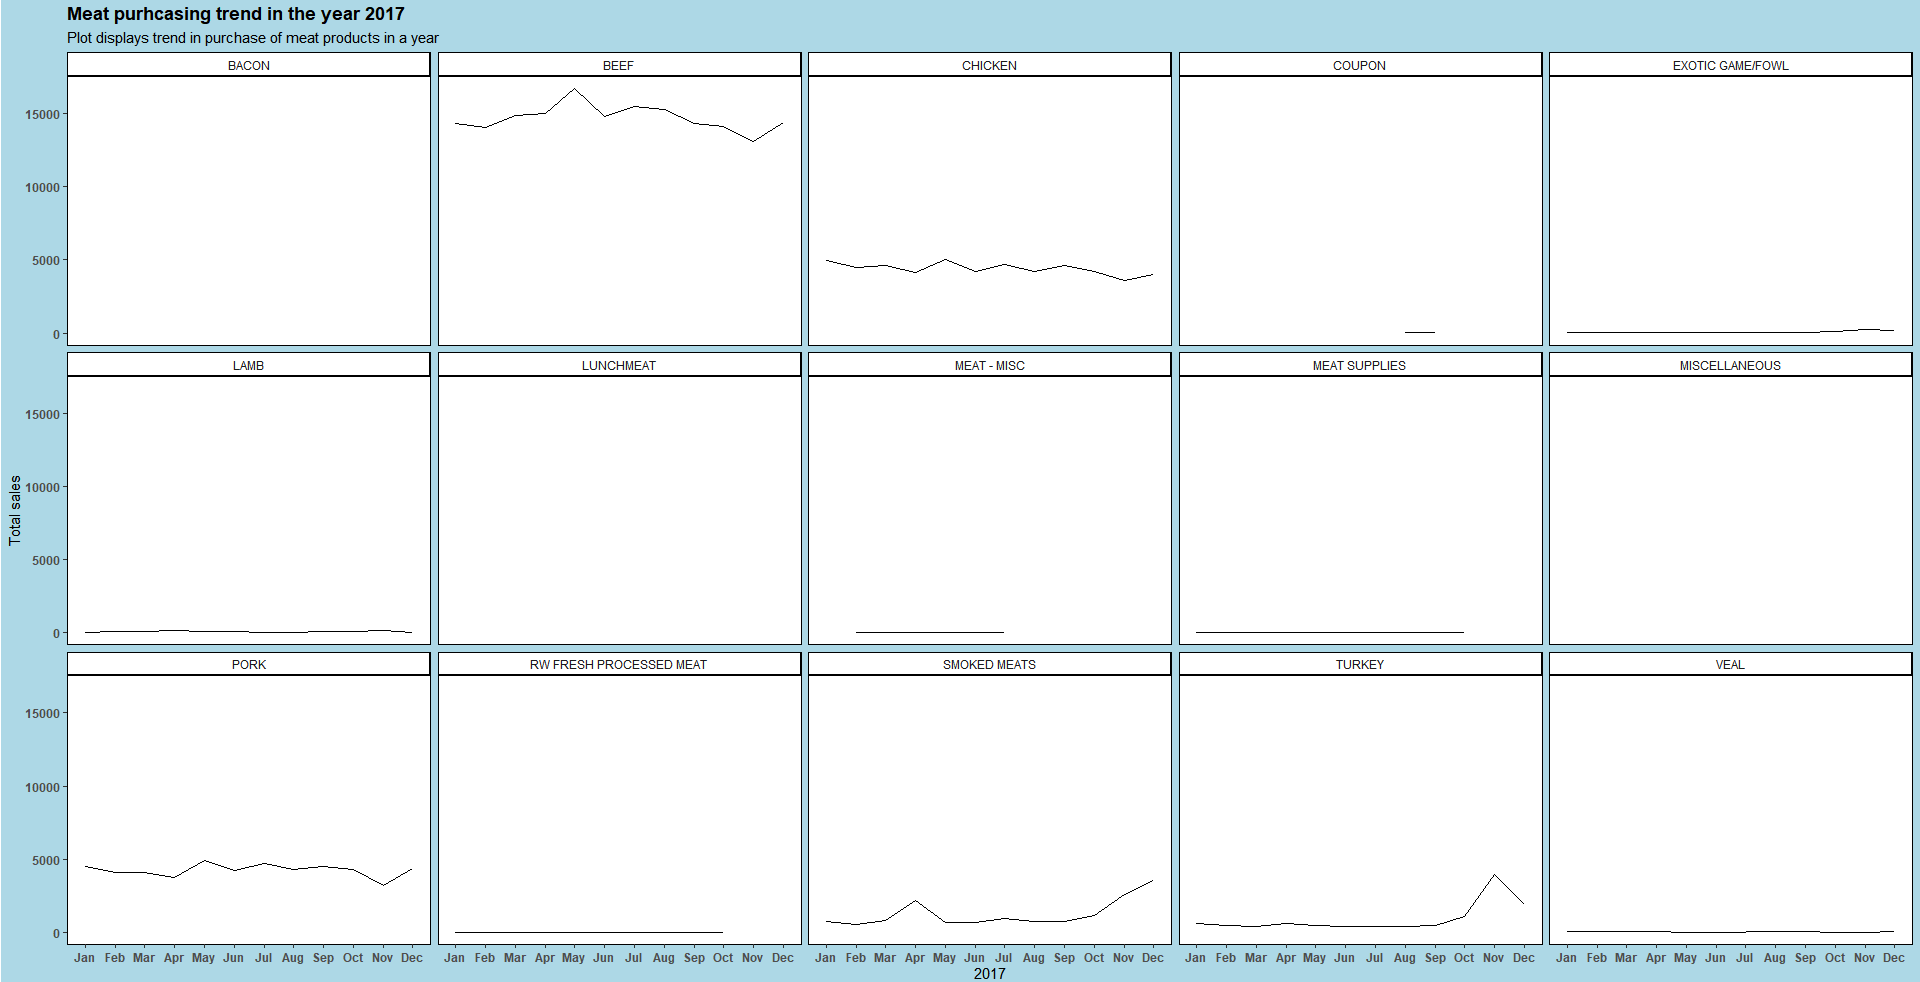 Meat purhcasing trend in the year 2017
Plot displays trend in purchase of meat products in a year
BACON BEEF CHICKEN COUPON EXOTIC GAME/FOWL
15000
10000
5000
0
LAMB LUNCHMEAT MEAT - MISC MEAT SUPPLIES MISCELLANEOUS
15000
10000
5000
0
Total sales
PORK RW FRESH PROCESSED MEAT SMOKED MEATS TURKEY VEAL
15000
10000
5000
0
Jan Feb Mar Apr May Jun Jul Aug Sep Oct Nov Dec Jan Feb Mar Apr May Jun Jul Aug Sep Oct Nov Dec Jan Feb Mar Apr May Jun Jul Aug Sep Oct Nov Dec Jan Feb Mar Apr May Jun Jul Aug Sep Oct Nov Dec Jan Feb Mar Apr May Jun Jul Aug Sep Oct Nov Dec
2017